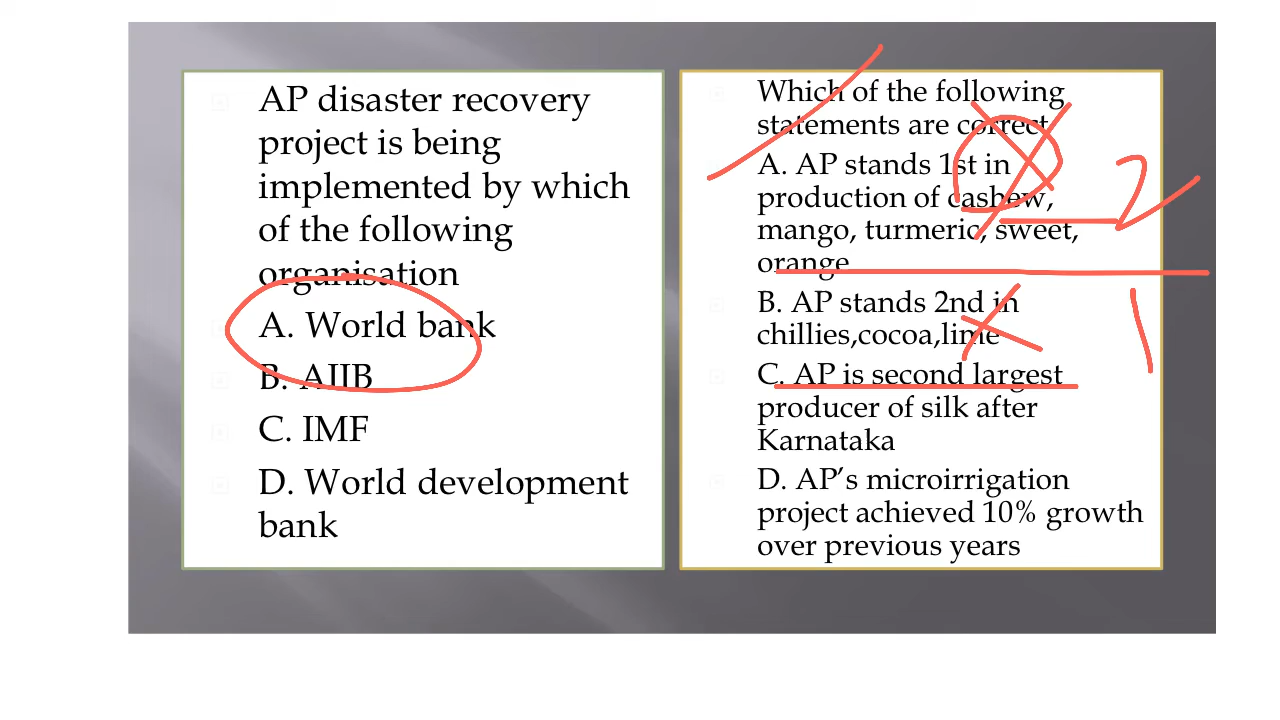 AP disaster recovery
project is being
implemented by which
of the following
organisation
A. World bank
B. AIIB
C. IMF
D. World development
bank
Which of the following
statements are correct
A. AP stands 1st in
production of cashew,
mango, turmeric, sweet,
orange
B. AP stands 2nd in
chillies,cocoa,lime
C. AP is second largest
producer of silk after
Karnataka
D. AP’s microirrigation
project achieved 10% growth
over previous years
2
1